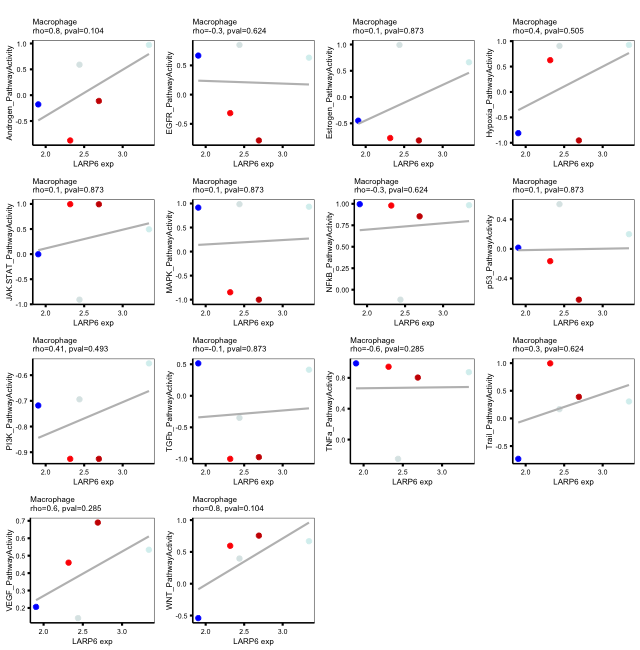 Macrophage
rho=0.8, pval=0.104
Androgen_PathwayActivity
1.0
0.5
0.0
-0.5
2.0 2.5 3.0
LARP6 exp
Macrophage
rho=-0.3, pval=0.624
EGFR_PathwayActivity
0.5
0.0
-0.5
2.0 2.5 3.0
LARP6 exp
Macrophage
rho=0.1, pval=0.873
Estrogen_PathwayActivity
1.0
0.5
0.0
-0.5
2.0 2.5 3.0
LARP6 exp
Macrophage
rho=0.4, pval=0.505
Hypoxia_PathwayActivity
1.0
0.5
0.0
-0.5
-1.0
2.0 2.5 3.0
LARP6 exp
Macrophage
rho=0.1, pval=0.873
JAK.STAT_PathwayActivity
1.0
0.5
0.0
-0.5
-1.0
2.0 2.5 3.0
LARP6 exp
Macrophage
rho=0.1, pval=0.873
MAPK_PathwayActivity
1.0
0.5
0.0
-0.5
-1.0
2.0 2.5 3.0
LARP6 exp
Macrophage
rho=-0.3, pval=0.624
NFkB_PathwayActivity
1.00
0.75
0.50
0.25
0.00
2.0 2.5 3.0
LARP6 exp
Macrophage
rho=0.1, pval=0.873
p53_PathwayActivity
0.4
0.0
-0.4
2.0 2.5 3.0
LARP6 exp
Macrophage
rho=0.41, pval=0.493
PI3K_PathwayActivity
-0.6
-0.7
-0.8
-0.9
2.0 2.5 3.0
LARP6 exp
Macrophage
rho=-0.1, pval=0.873
TGFb_PathwayActivity
0.5
0.0
-0.5
-1.0
2.0 2.5 3.0
LARP6 exp
Macrophage
rho=-0.6, pval=0.285
TNFa_PathwayActivity
0.8
0.4
0.0
2.0 2.5 3.0
LARP6 exp
Macrophage
rho=0.3, pval=0.624
Trail_PathwayActivity
1.0
0.5
0.0
-0.5
2.0 2.5 3.0
LARP6 exp
Macrophage
rho=0.6, pval=0.285
VEGF_PathwayActivity
0.7
0.6
0.5
0.4
0.3
0.2
2.0 2.5 3.0
LARP6 exp
Macrophage
rho=0.8, pval=0.104
WNT_PathwayActivity
1.0
0.5
0.0
-0.5
2.0 2.5 3.0
LARP6 exp